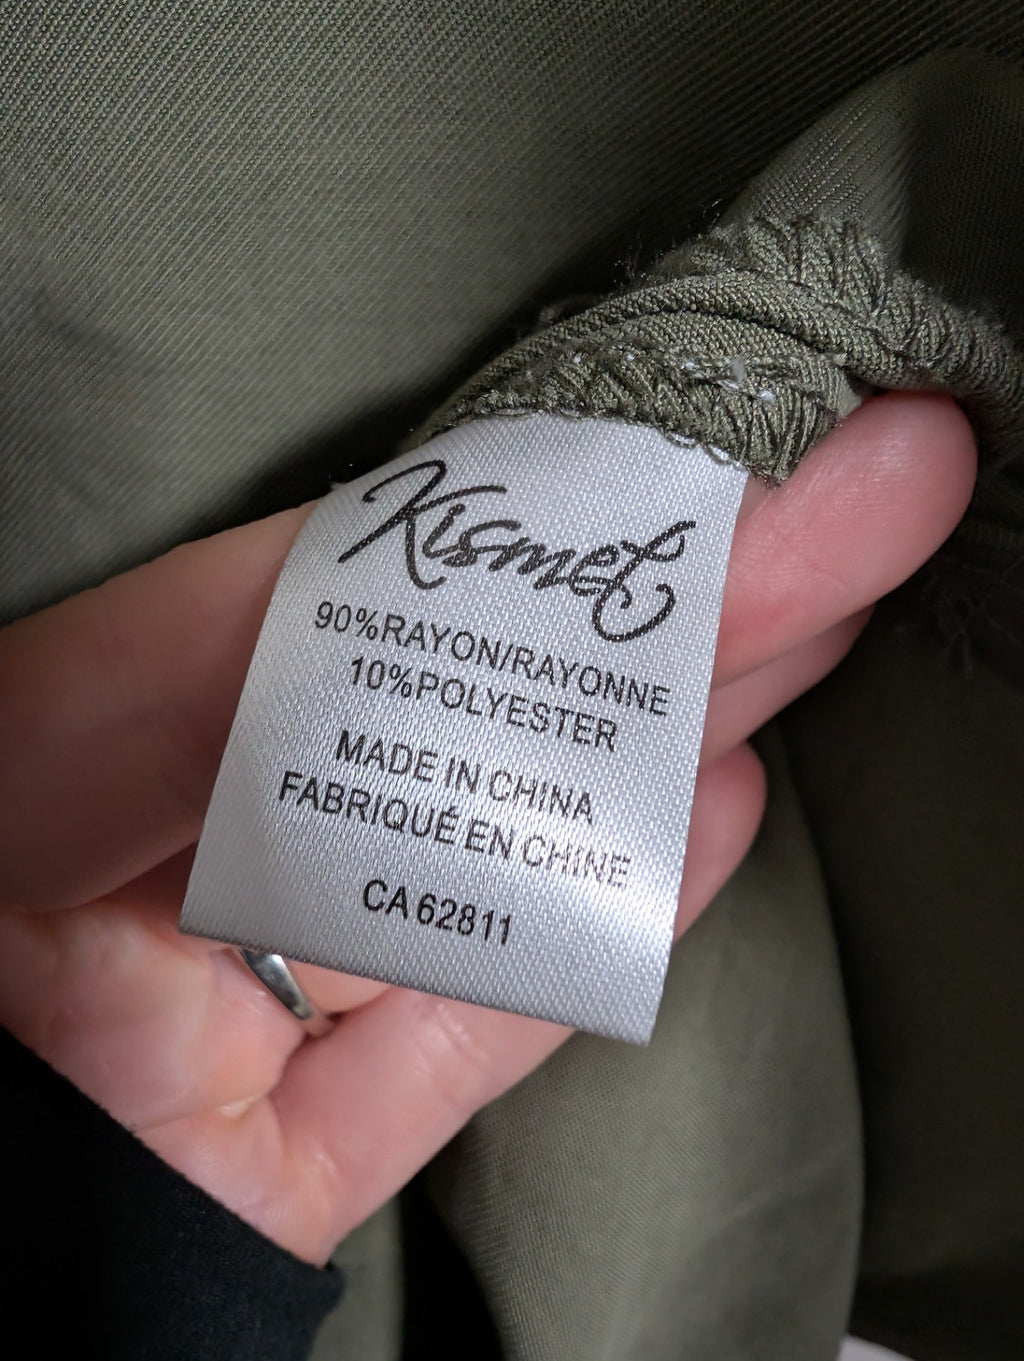 Kismet
90%RAYON/RAYONNE
10%POLYESTER
MADE IN CHINA
FABRIQUÉ EN CHINE
CA 62811